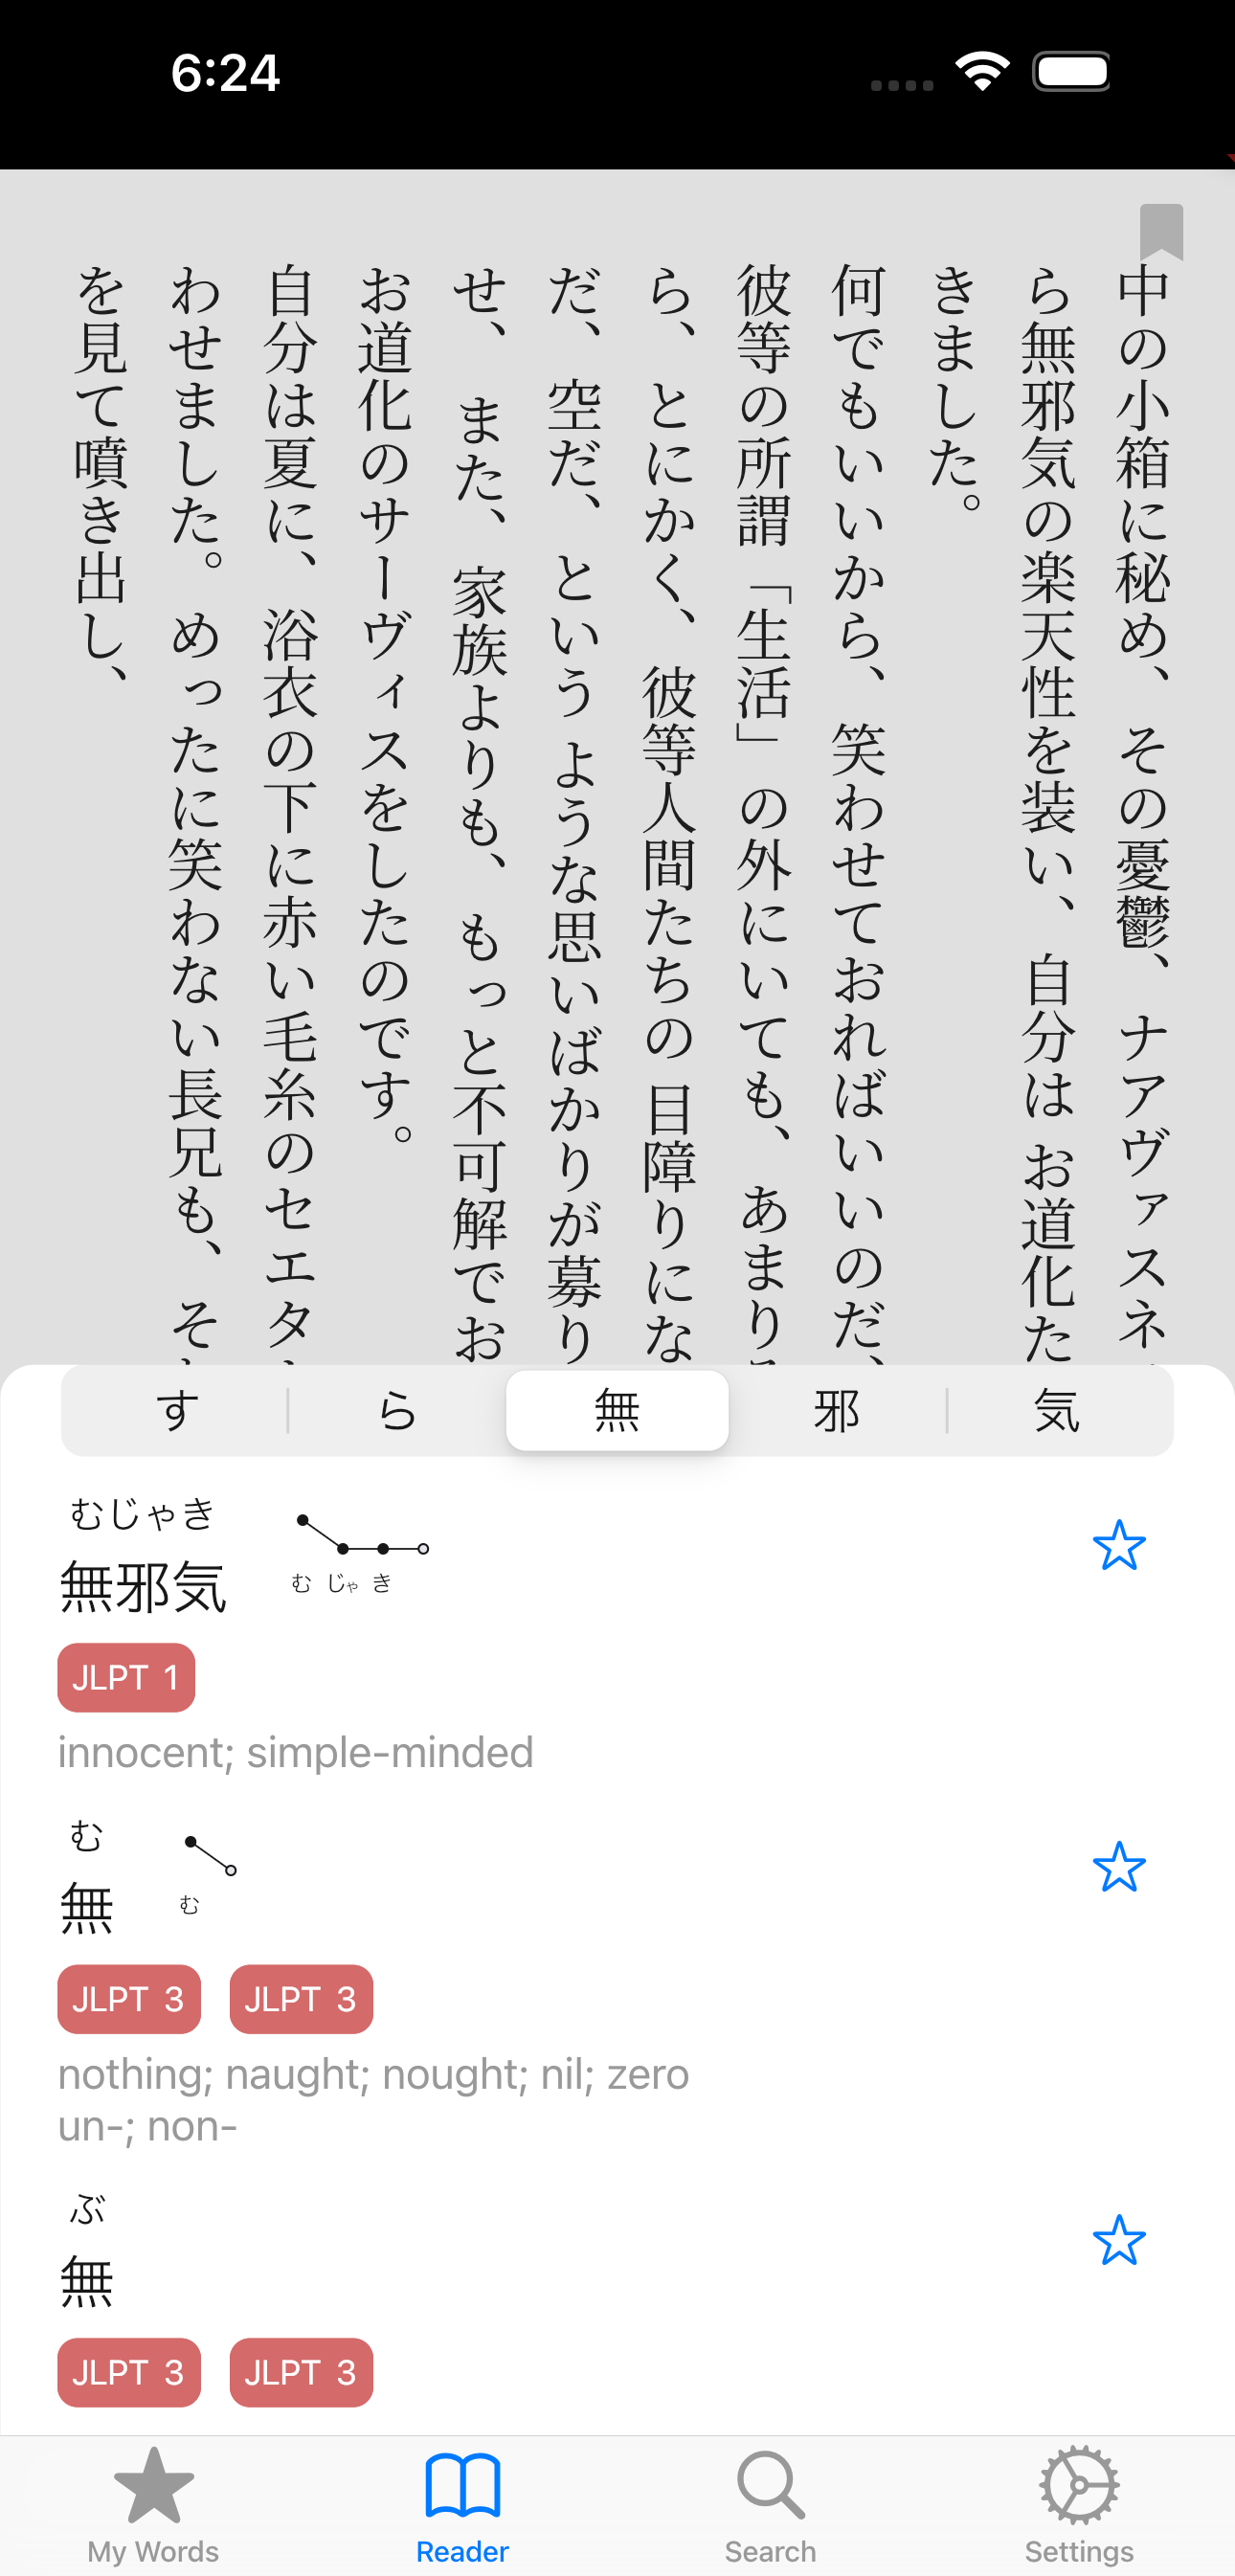 6:24
中の小箱に秘め、その憂鬱、ナアヴァスネ
ら無邪気の楽天性を装い、自分はお道化た
きました。
何でもいいから、笑わせておればいいのだ、
彼等の所謂「生活」の外にいても、あまり
ら、とにかく、彼等人間たちの目障りにな
だ、空だ、というような思いばかりが募り
せ、また、家族よりも、もっと不可解でお
お道化のサーヴィスをしたのです。
自分は夏に、浴衣の下に赤い毛糸のセエタ
わせました。めったに笑わない長兄も、そ
を見て噴き出し、
す ら 無 邪 気
むじゃき
無邪気
む じゃ き
JLPT 1
innocent; simple-minded
む
無
む
JLPT 3 JLPT 3
nothing; naught; nought; nil; zero
un-; non-
ぶ
無
JLPT 3 JLPT 3
My Words Reader Search Settings